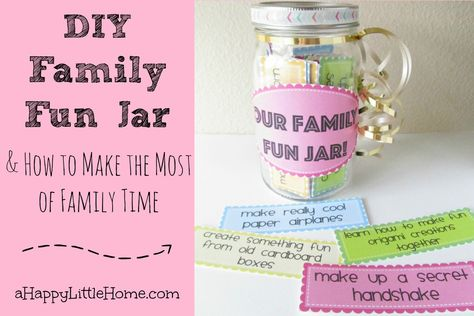 DIY
Family
Fun Jar
& How to Make the Most
of Family Time
aHappyLittleHome.com
OUR FAMILY
FUN JAR!
make really cool
paper airplanes
create something fun
from old cardboard
boxes
learn how to make fun
origami creations
together
make up a secret
handshake